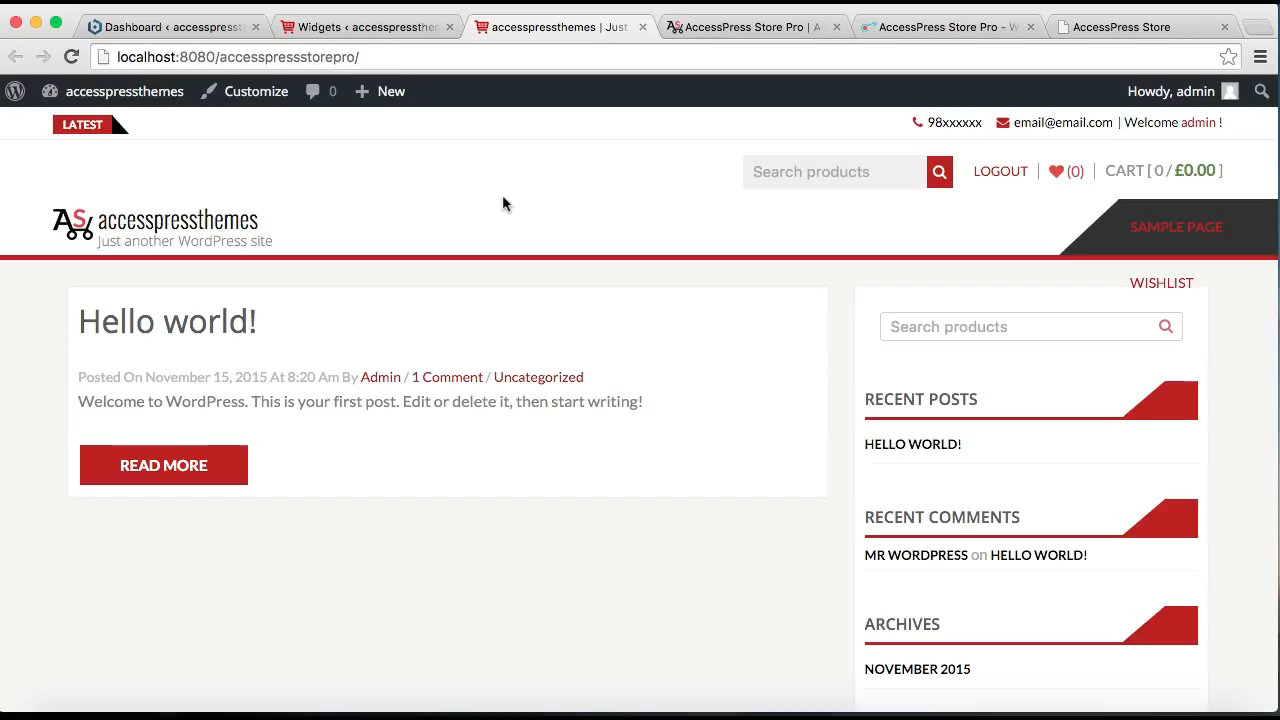 Dashboard ‹ accesspresst
Widgets ‹ accesspressther
accesspressthemes | Just
AccessPress Store Pro | A
AccessPress Store Pro - W
AccessPress Store
localhost:8080/accesspressstorepro/
accesspressthemes Customize 0 New Howdy, admin
LATEST 98xxxxxx email@email.com | Welcome admin !
Search products LOGOUT (0) CART [ 0 / £0.00 ]
AS accesspressthemes
Just another WordPress site
SAMPLE PAGE
WISHLIST
Hello world!
Posted On November 15, 2015 At 8:20 Am By Admin / 1 Comment / Uncategorized
Welcome to WordPress. This is your first post. Edit or delete it, then start writing!
READ MORE
Search products
RECENT POSTS
HELLO WORLD!
RECENT COMMENTS
MR WORDPRESS on HELLO WORLD!
ARCHIVES
NOVEMBER 2015